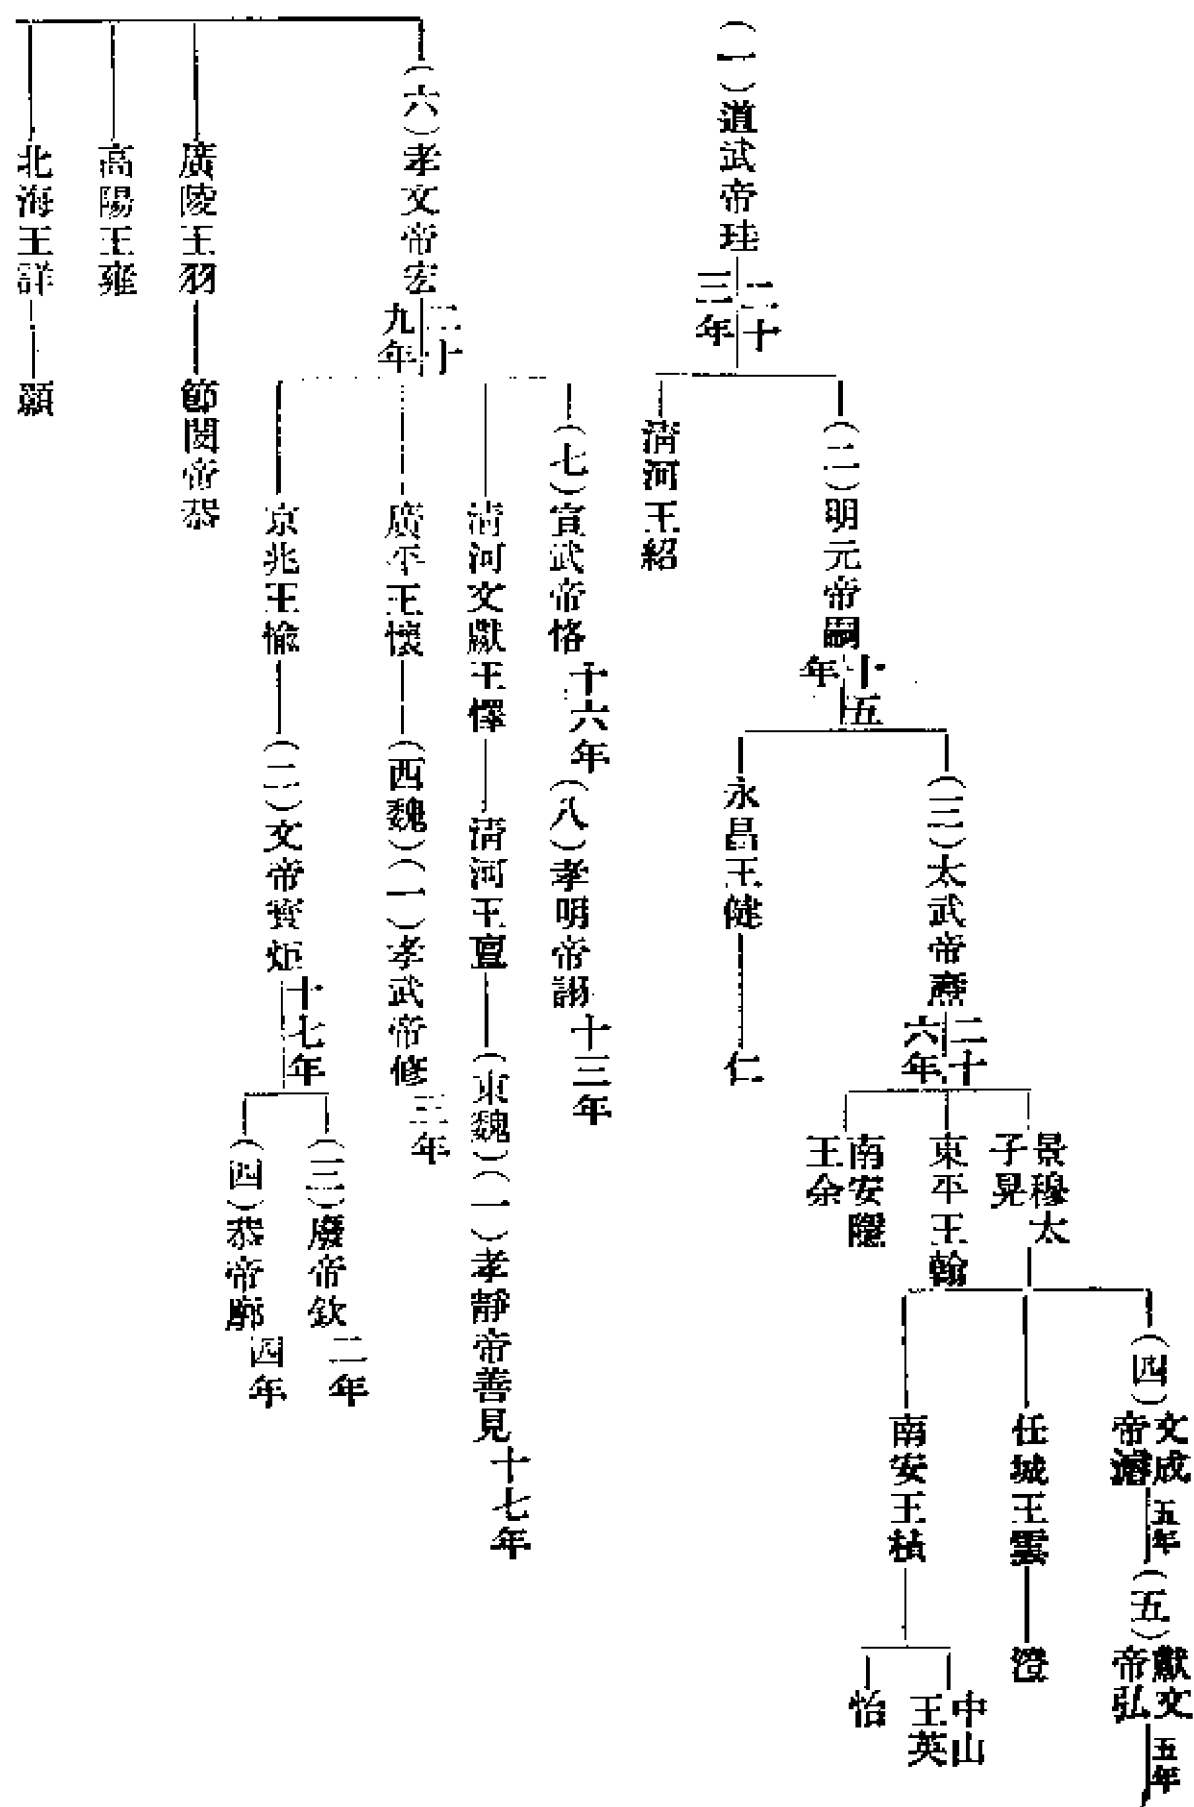 (一)道武帝珪
二十三年
(二)明元帝嗣
十五年
清河王紹
(三)太武帝燾
二十六年
永昌王健
仁
景穆太子晃
東平王翰
南安隱王余
(四)文成帝濬
五年
(五)獻文帝弘
五年
任城王雲
澄
南安王楨
中山王英
怡
(六)孝文帝宏
二十九年
廣陵王羽
節閔帝恭
高陽王雍
北海王詳
顥
(七)宣武帝恪
十六年
(八)孝明帝詡
十三年
清河文獻王懌
清河王亶
(東魏)(一)孝靜帝善見
十七年
廣平王懷
(西魏)(一)孝武帝修
三年
京兆王愉
(二)文帝寶炬
十七年
(三)廢帝欽
二年
(四)恭帝廓
四年